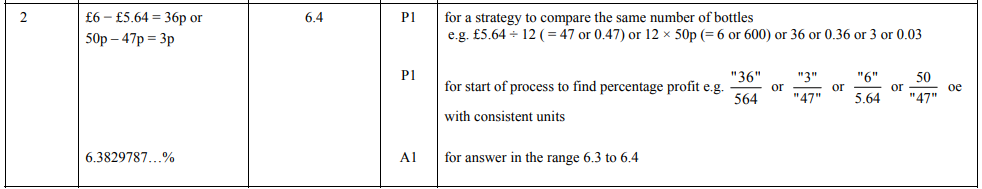 2 £6 – £5.64 = 36p or 6.4 P1 for a strategy to compare the same number of bottles
50p – 47p = 3p e.g. £5.64 ÷ 12 ( = 47 or 0.47) or 12 × 50p (= 6 or 600) or 36 or 0.36 or 3 or 0.03
P1 for start of process to find percentage profit e.g. "36"/564 or "3"/"47" or "6"/5.64 or 50/"47" oe
with consistent units
6.3829787…% A1 for answer in the range 6.3 to 6.4